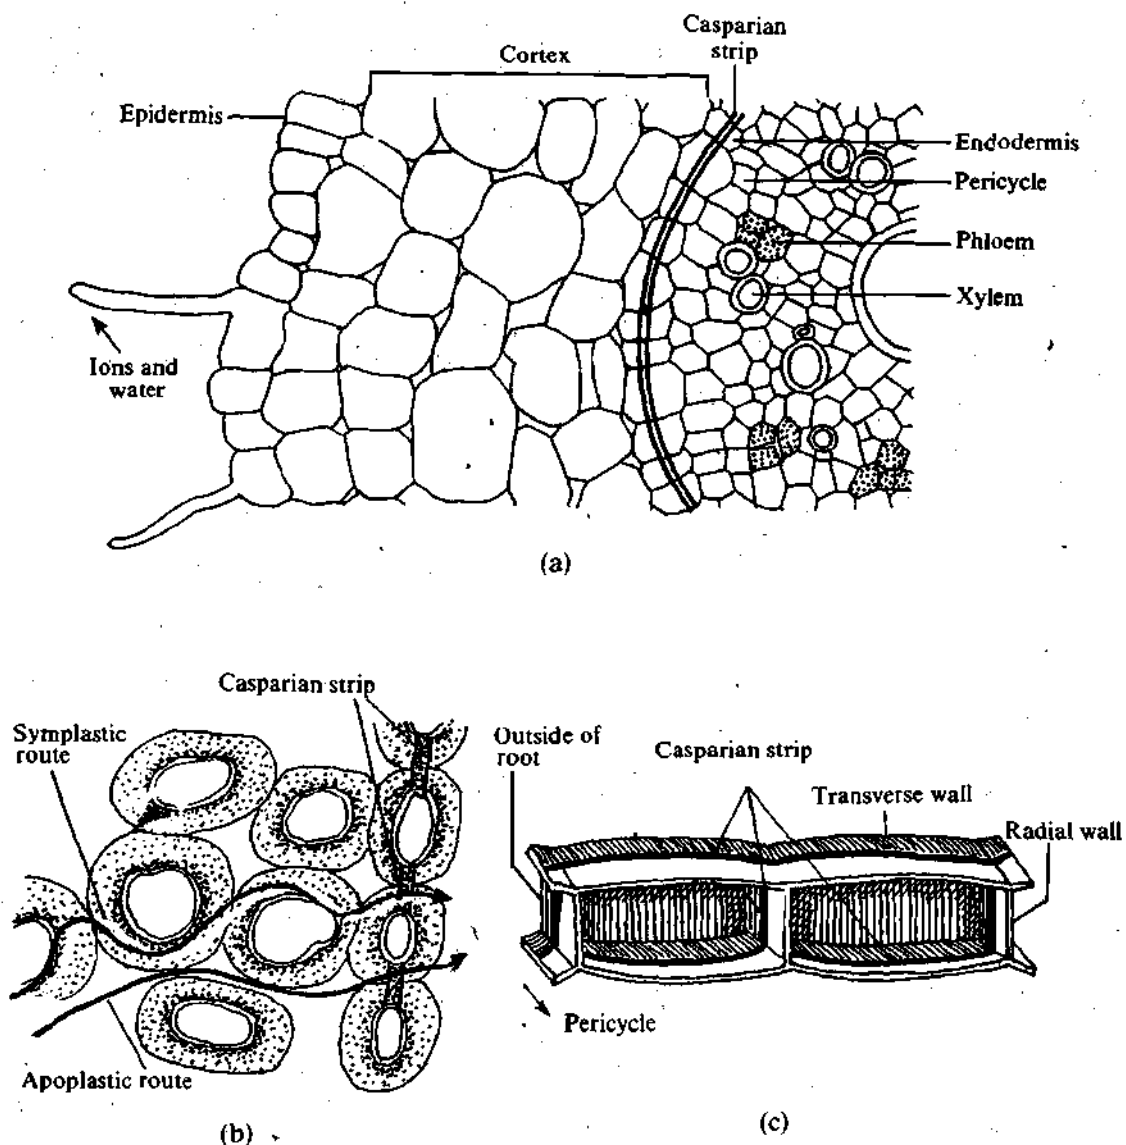 Casparian
strip
Cortex
Epidermis
Endodermis
Pericycle
Phloem
Xylem
Ions and
water
(a)
Casparian strip
Symplastic
route
Apoplastic route
(b)
Outside of
root
Casparian strip
Transverse wall
Radial wall
Pericycle
(c)